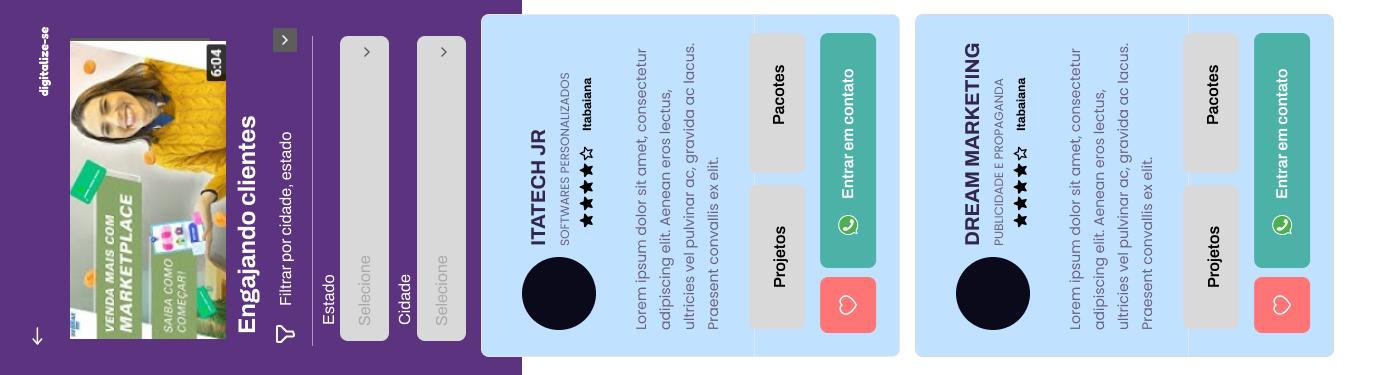 digitalize-se
VENDA MAIS COM
MARKETPLACE
SAIBA COMO
COMEÇAR!
6:04
Engajando clientes
Filtrar por cidade, estado
Estado
Selecione
Cidade
Selecione
ITATECH JR
SOFTWARES PERSONALIZADOS
Itabaiana
Lorem ipsum dolor sit amet, consectetur
adipiscing elit. Aenean eros lectus,
ultricies vel pulvinar ac, gravida ac lacus.
Praesent convallis ex elit.
Projetos
Pacotes
Entrar em contato
DREAM MARKETING
PUBLICIDADE E PROPAGANDA
Itabaiana
Lorem ipsum dolor sit amet, consectetur
adipiscing elit. Aenean eros lectus,
ultricies vel pulvinar ac, gravida ac lacus.
Praesent convallis ex elit.
Projetos
Pacotes
Entrar em contato